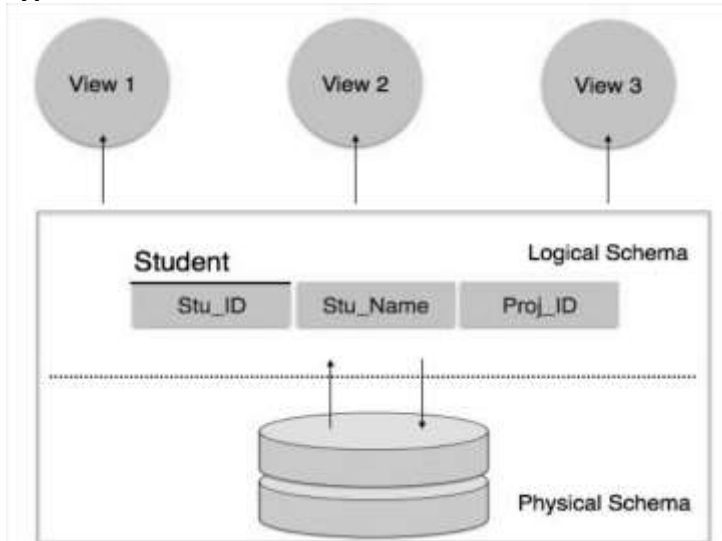 View 1
View 2
View 3
Logical Schema
Student
Stu_ID
Stu_Name
Proj_ID
Physical Schema